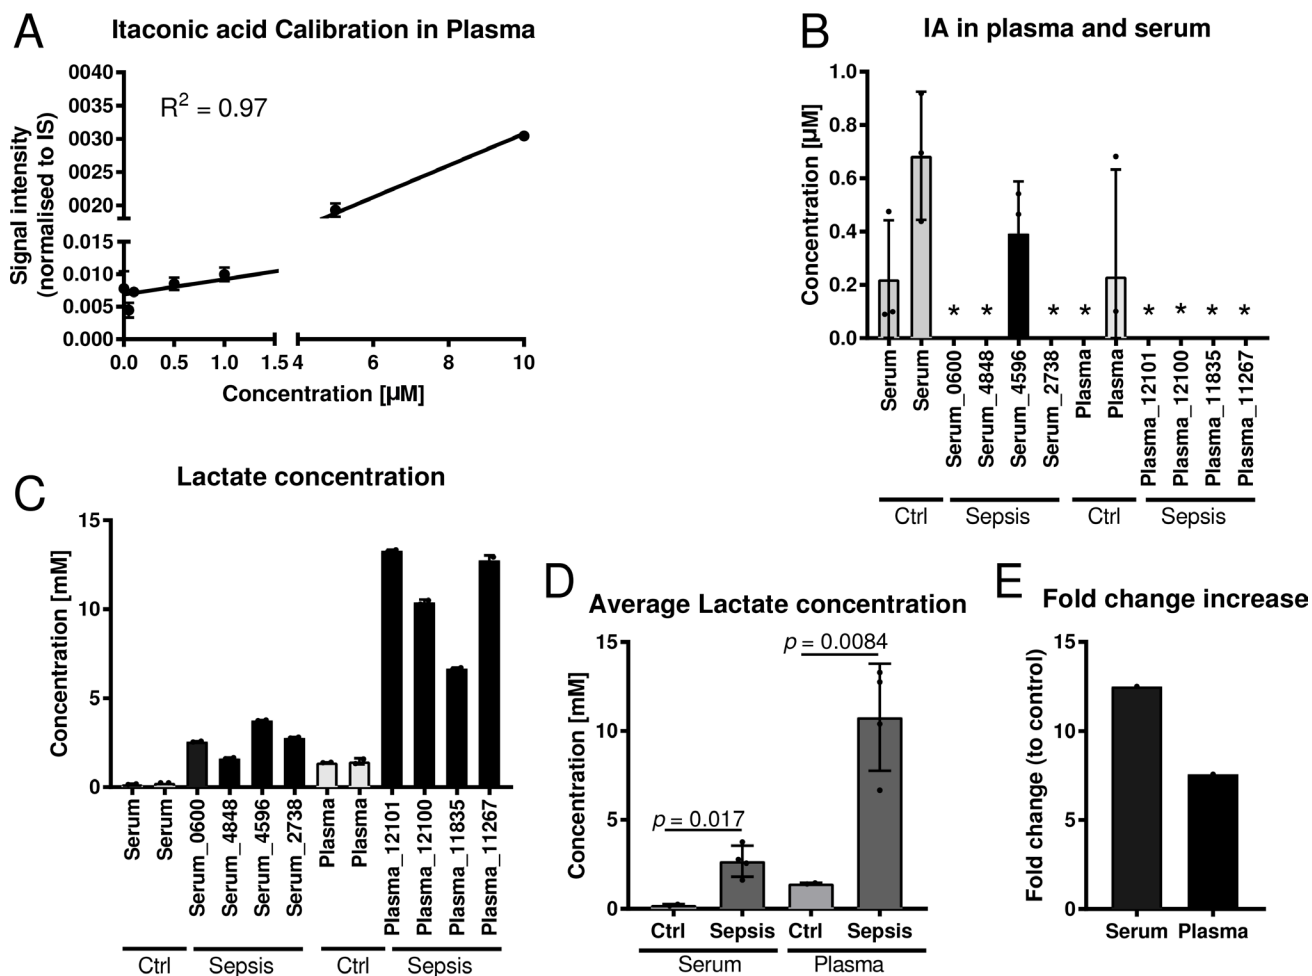 A
Itaconic acid Calibration in Plasma
Signal intensity
(normalised to IS)
0040
0035
0030
0025
0020
R² = 0.97
0.015
0.010
0.005
0.000
0.0 0.5 1.0 1.5 4 6 8 10
Concentration [µM]
B
IA in plasma and serum
Concentration [µM]
1.0
0.8
0.6
0.4
0.2
0.0
* * * * * * * *
Serum
Serum
Serum_0600
Serum_4848
Serum_4596
Serum_2738
Plasma
Plasma
Plasma_12101
Plasma_12100
Plasma_11835
Plasma_11267
Ctrl Sepsis Ctrl Sepsis
C
Lactate concentration
Concentration [mM]
15
10
5
0
Serum
Serum
Serum_0600
Serum_4848
Serum_4596
Serum_2738
Plasma
Plasma
Plasma_12101
Plasma_12100
Plasma_11835
Plasma_11267
Ctrl Sepsis Ctrl Sepsis
D
Average Lactate concentration
Concentration [mM]
15
10
5
0
p = 0.017
p = 0.0084
Ctrl Sepsis Ctrl Sepsis
Serum Plasma
E
Fold change increase
Fold change (to control)
15
10
5
0
Serum Plasma